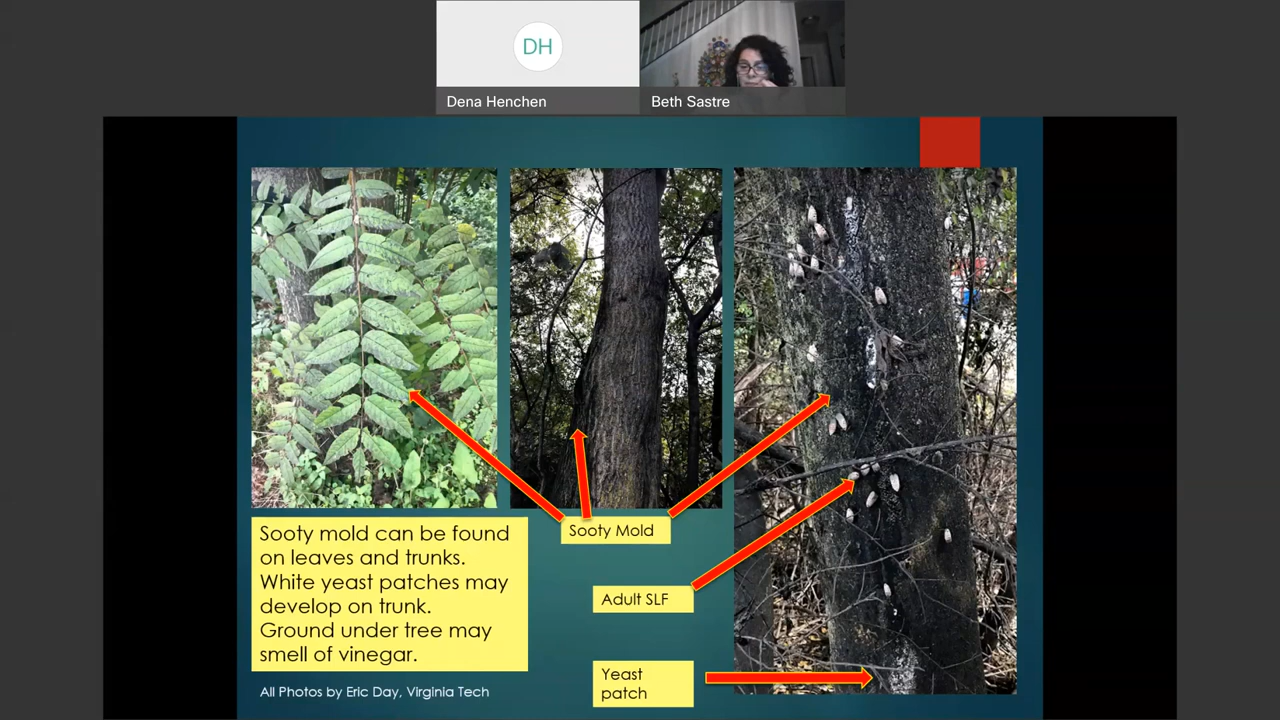 DH
Dena Henchen
Beth Sastre
Sooty mold can be found
on leaves and trunks.
White yeast patches may
develop on trunk.
Ground under tree may
smell of vinegar.
Sooty Mold
Adult SLF
Yeast
patch
All Photos by Eric Day, Virginia Tech